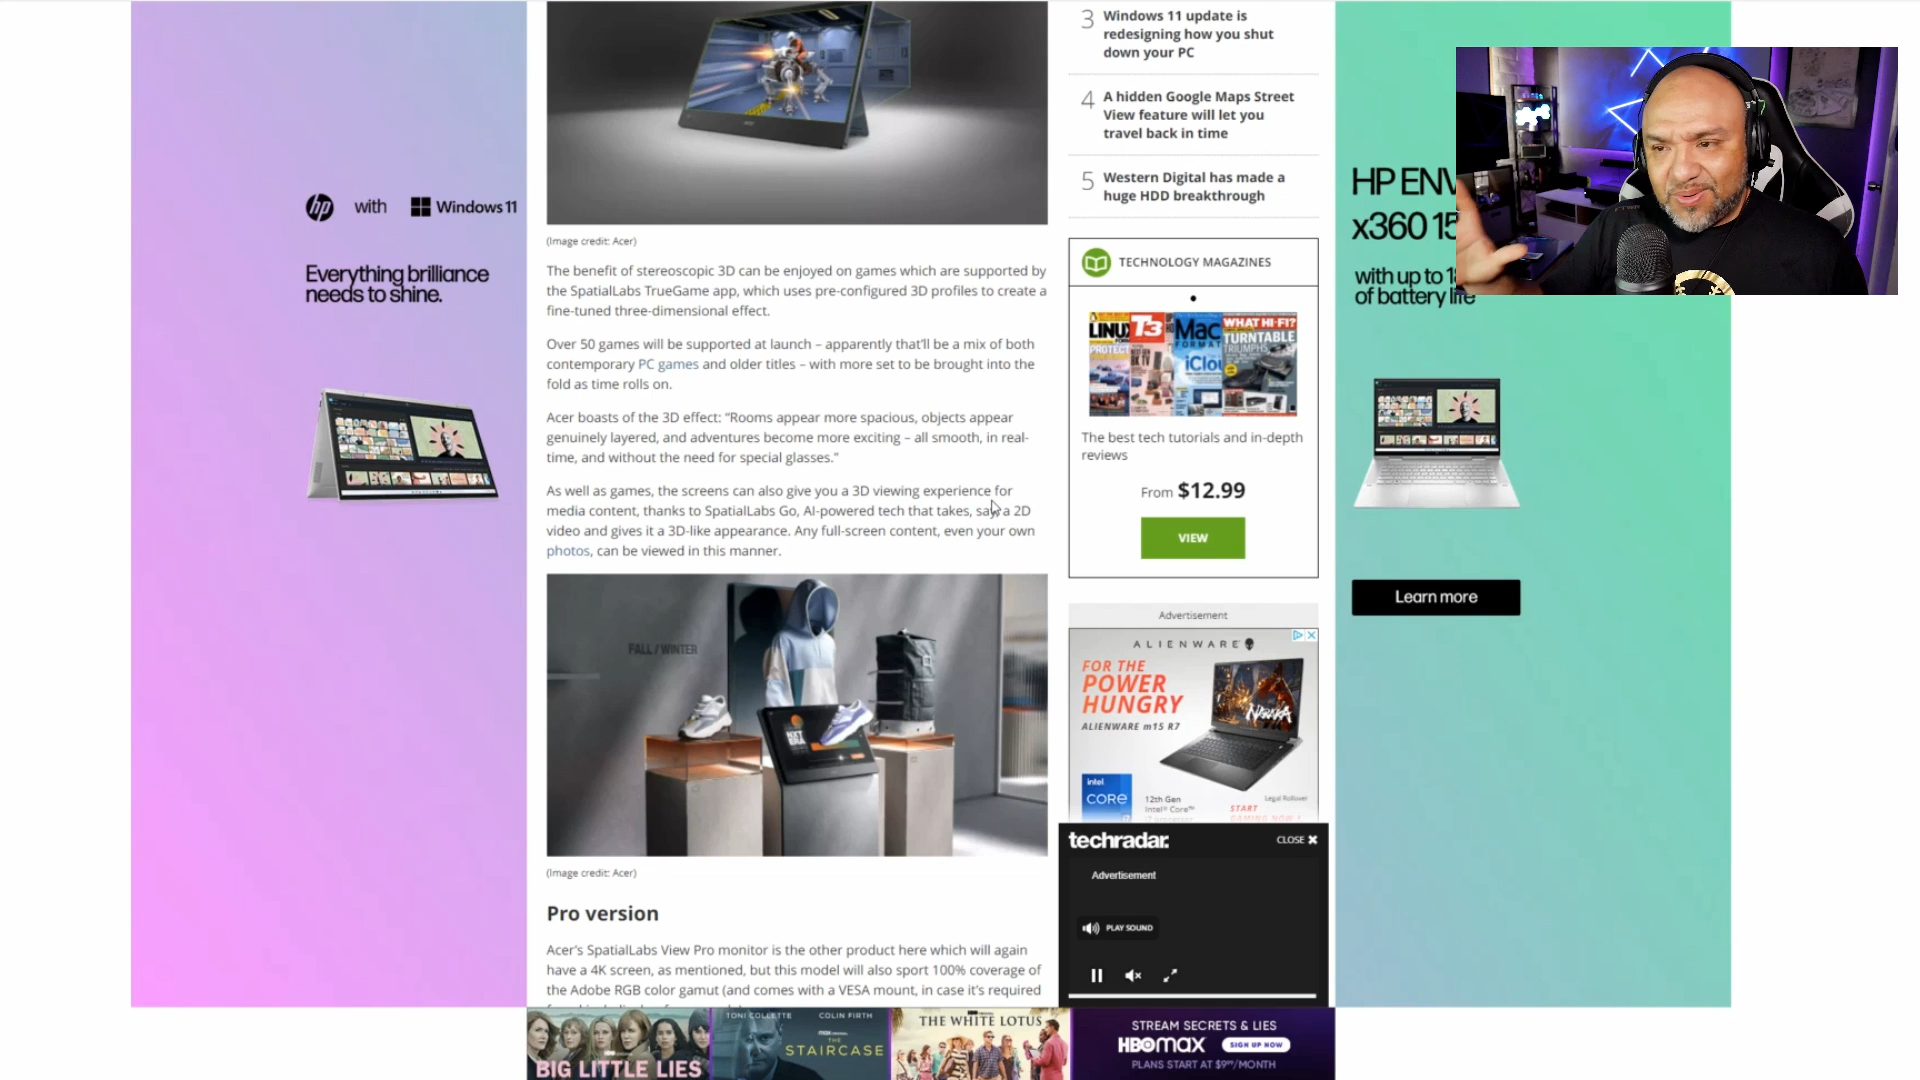 3 Windows 11 update is
redesigning how you shut
down your PC
4 A hidden Google Maps Street
View feature will let you
travel back in time
5 Western Digital has made a
huge HDD breakthrough
hp with Windows 11
Everything brilliance
needs to shine.
(Image credit: Acer)
The benefit of stereoscopic 3D can be enjoyed on games which are supported by
the SpatialLabs TrueGame app, which uses pre-configured 3D profiles to create a
fine-tuned three-dimensional effect.
Over 50 games will be supported at launch – apparently that'll be a mix of both
contemporary PC games and older titles – with more set to be brought into the
fold as time rolls on.
Acer boasts of the 3D effect: “Rooms appear more spacious, objects appear
genuinely layered, and adventures become more exciting – all smooth, in real-
time, and without the need for special glasses.”
As well as games, the screens can also give you a 3D viewing experience for
media content, thanks to SpatialLabs Go, AI-powered tech that takes, say, a 2D
video and gives it a 3D-like appearance. Any full-screen content, even your own
photos, can be viewed in this manner.
FALL / WINTER
(Image credit: Acer)
Pro version
Acer's SpatialLabs View Pro monitor is the other product here which will again
have a 4K screen, as mentioned, but this model will also sport 100% coverage of
the Adobe RGB color gamut (and comes with a VESA mount, in case it's required
TECHNOLOGY MAGAZINES
LINUX T3 Mac WHAT HI-FI?
FORMAT TURNTABLE
PROTECT iClou TRIUMPHS
The best tech tutorials and in-depth
reviews
From $12.99
VIEW
Advertisement
ALIENWARE
FOR THE
POWER
HUNGRY
ALIENWARE m15 R7
NARAKA
intel
CORE
12th Gen
Intel® Core™
Legal Rollover
START
techradar.
CLOSE
Advertisement
PLAY SOUND
HP ENV
x360 15
with up to 1
of battery life
Learn more
BIG LITTLE LIES
TONI COLLETTE COLIN FIRTH
THE
STAIRCASE
THE WHITE LOTUS
STREAM SECRETS & LIES
HBOMAX SIGN UP NOW
PLANS START AT $9⁹⁹/MONTH